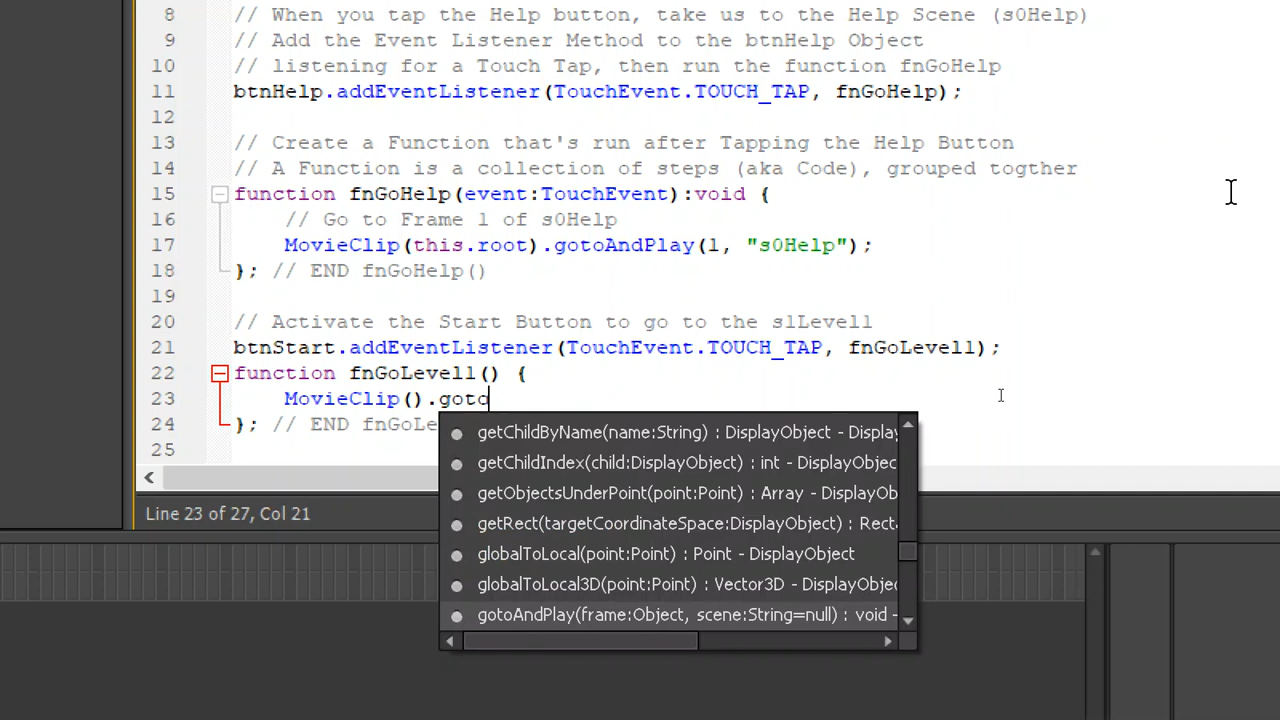 8 // When you tap the Help button, take us to the Help Scene (s0Help)
9 // Add the Event Listener Method to the btnHelp Object
10 // listening for a Touch Tap, then run the function fnGoHelp
11 btnHelp.addEventListener(TouchEvent.TOUCH_TAP, fnGoHelp);
12
13 // Create a Function that's run after Tapping the Help Button
14 // A Function is a collection of steps (aka Code), grouped togther
15 function fnGoHelp(event:TouchEvent):void {
16 // Go to Frame 1 of s0Help
17 MovieClip(this.root).gotoAndPlay(1, "s0Help");
18 }; // END fnGoHelp()
19
20 // Activate the Start Button to go to the s1Level1
21 btnStart.addEventListener(TouchEvent.TOUCH_TAP, fnGoLevel1);
22 function fnGoLevel1() {
23 MovieClip().goto
24 }; // END fnGoLe
25
getChildByName(name:String) : DisplayObject - Display
getChildIndex(child:DisplayObject) : int - DisplayObjec
getObjectsUnderPoint(point:Point) : Array - DisplayOb
getRect(targetCoordinateSpace:DisplayObject) : Recta
globalToLocal(point:Point) : Point - DisplayObject
globalToLocal3D(point:Point) : Vector3D - DisplayObjec
gotoAndPlay(frame:Object, scene:String=null) : void -
Line 23 of 27, Col 21